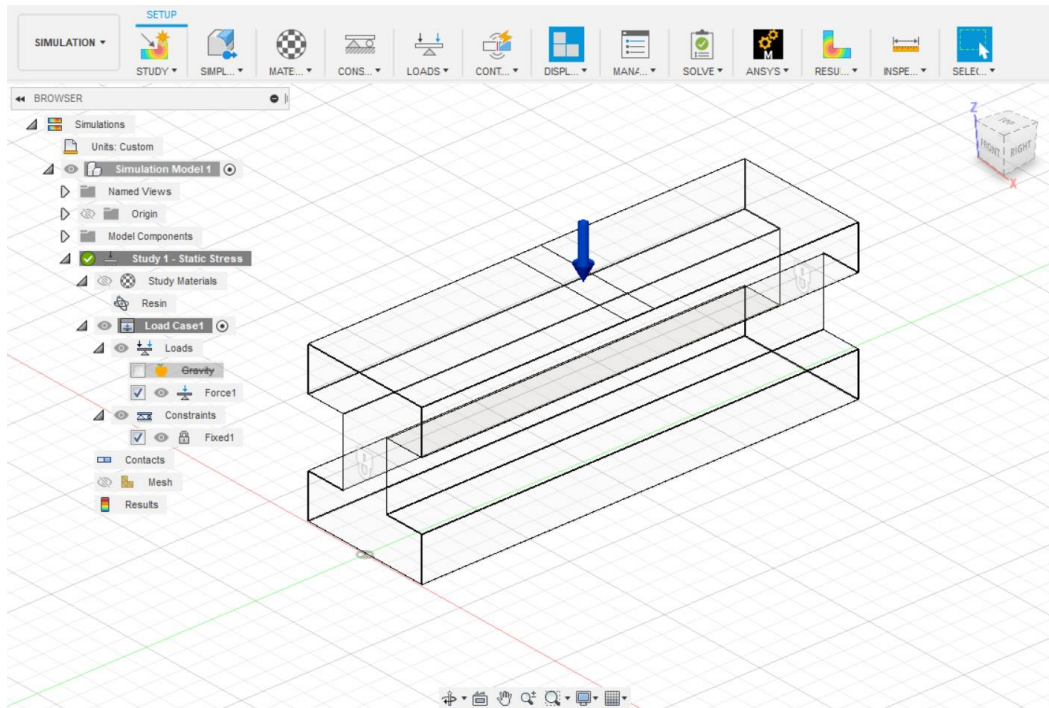 SETUP
SIMULATION
STUDY
SIMPL...
MATE...
CONS...
LOADS
CONT...
DISPL...
MANA...
SOLVE
M
ANSYS
RESU...
INSPE...
SELEC...
BROWSER
Simulations
Units: Custom
Simulation Model 1
Named Views
Origin
Model Components
Study 1 - Static Stress
Study Materials
Resin
Load Case1
Loads
Gravity
Force1
Constraints
Fixed1
Contacts
Mesh
Results
Z
TOP
FRONT
RIGHT
X